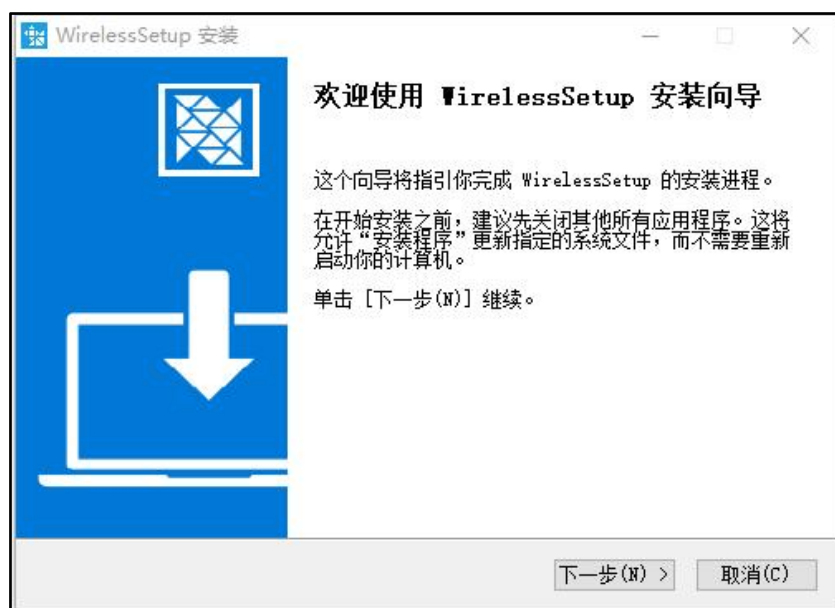 WirelessSetup 安装
欢迎使用 WirelessSetup 安装向导
这个向导将指引你完成 WirelessSetup 的安装进程。
在开始安装之前，建议先关闭其他所有应用程序。这将
允许“安装程序”更新指定的系统文件，而不需要重新
启动你的计算机。
单击 [下一步(N)] 继续。
下一步(N) >
取消(C)